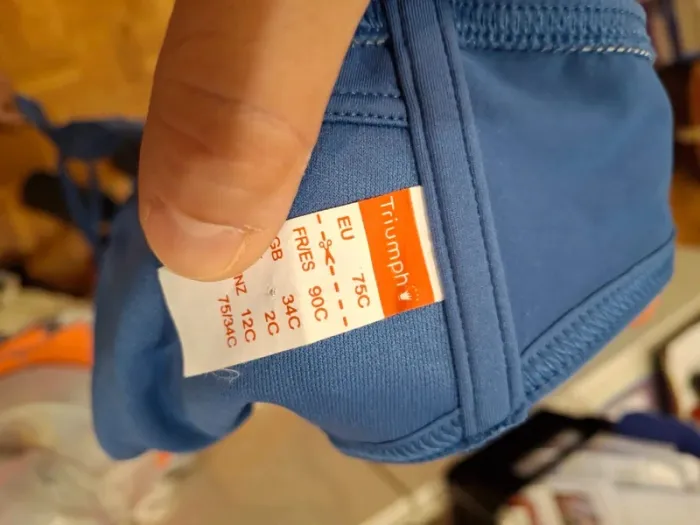 Triumph
EU 75C
FR/ES 90C
GB 34C
2C
NZ 12C
75/34C